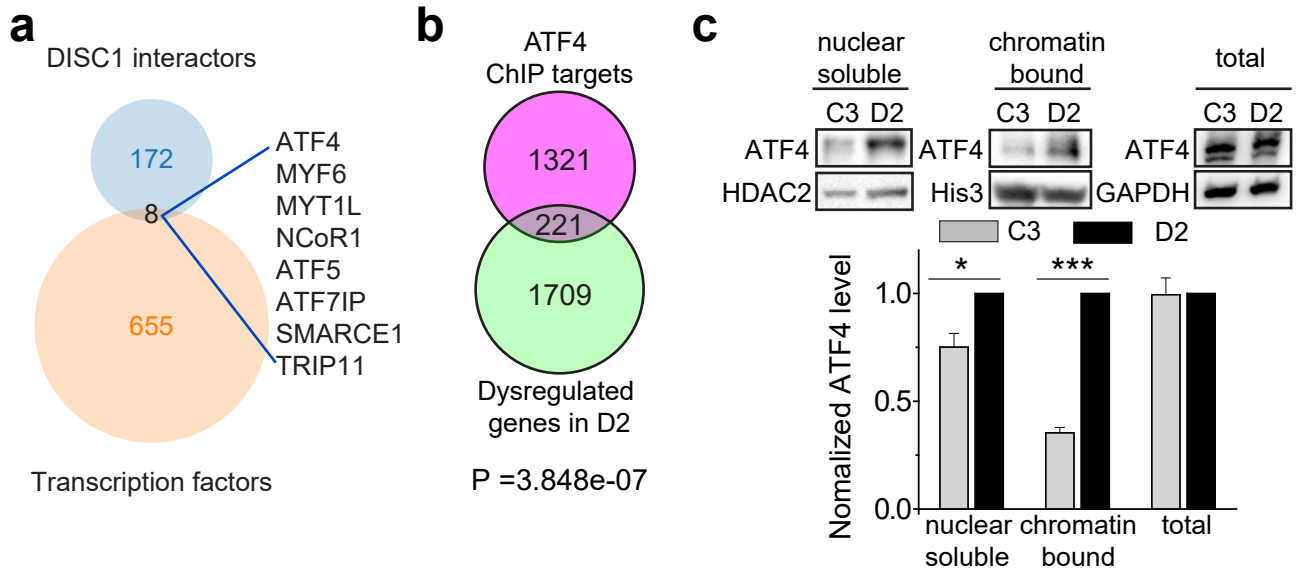 a
DISC1 interactors
172
8
655
ATF4
MYF6
MYT1L
NCoR1
ATF5
ATF7IP
SMARCE1
TRIP11
Transcription factors
b
ATF4
ChIP targets
1321
221
1709
Dysregulated
genes in D2
P =3.848e-07
c
nuclear
soluble
chromatin
bound
total
C3 D2
C3 D2
C3 D2
ATF4
ATF4
ATF4
HDAC2
His3
GAPDH
C3
D2
*
***
Nomalized ATF4 level
1.0
0.5
0.0
nuclear
soluble
chromatin
bound
total